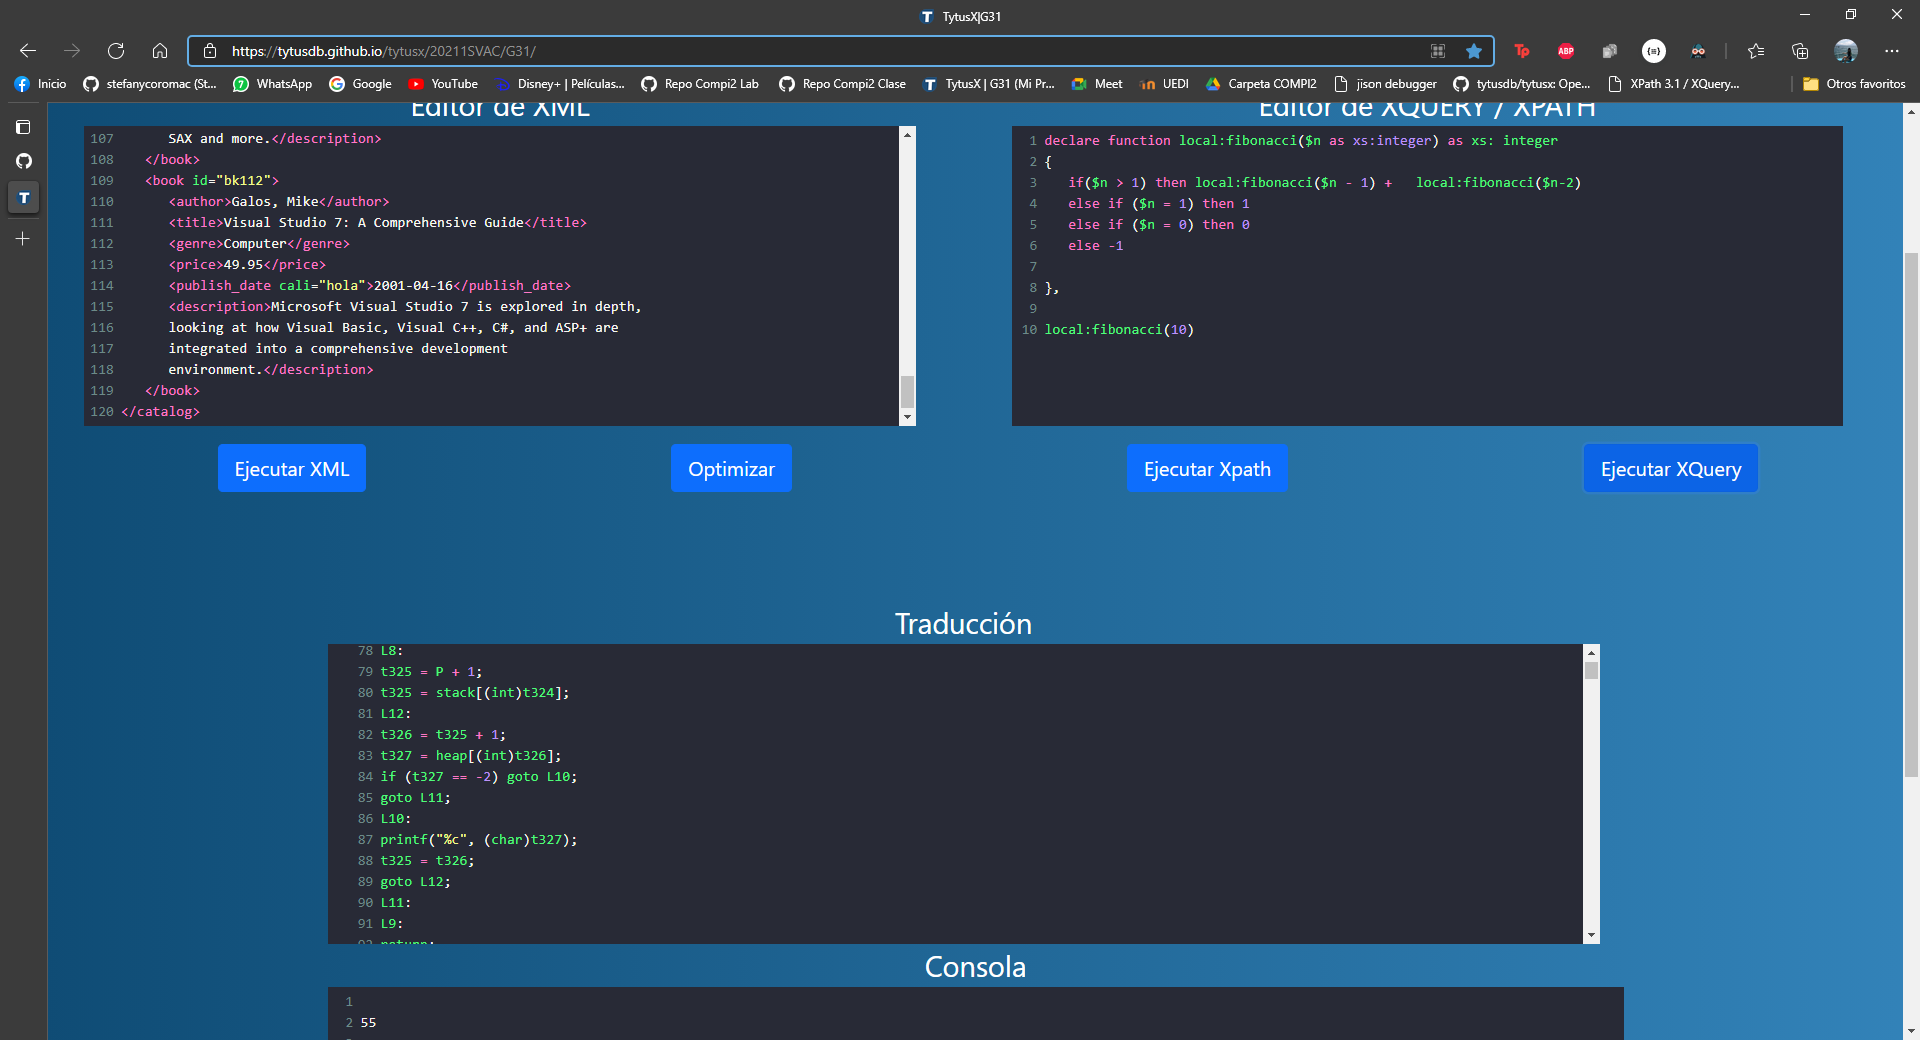 TytusX|G31
https://tytusdb.github.io/tytusx/20211SVAC/G31/
Inicio stefanycoromac (St... WhatsApp Google YouTube Disney+ | Películas... Repo Compi2 Lab Repo Compi2 Clase TytusX | G31 (Mi Pr... Meet UEDI Carpeta COMPI2 jison debugger tytusdb/tytusx: Ope... XPath 3.1 / XQuery... Otros favoritos
Editor de XML
107 SAX and more.</description>
108 </book>
109 <book id="bk112">
110 <author>Galos, Mike</author>
111 <title>Visual Studio 7: A Comprehensive Guide</title>
112 <genre>Computer</genre>
113 <price>49.95</price>
114 <publish_date cali="hola">2001-04-16</publish_date>
115 <description>Microsoft Visual Studio 7 is explored in depth,
116 looking at how Visual Basic, Visual C++, C#, and ASP+ are
117 integrated into a comprehensive development
118 environment.</description>
119 </book>
120 </catalog>
Editor de XQUERY / XPATH
1 declare function local:fibonacci($n as xs:integer) as xs: integer
2 {
3 if($n > 1) then local:fibonacci($n - 1) + local:fibonacci($n-2)
4 else if ($n = 1) then 1
5 else if ($n = 0) then 0
6 else -1
7
8 },
9
10 local:fibonacci(10)
Ejecutar XML Optimizar Ejecutar Xpath Ejecutar XQuery
Traducción
78 L8:
79 t325 = P + 1;
80 t325 = stack[(int)t324];
81 L12:
82 t326 = t325 + 1;
83 t327 = heap[(int)t326];
84 if (t327 == -2) goto L10;
85 goto L11;
86 L10:
87 printf("%c", (char)t327);
88 t325 = t326;
89 goto L12;
90 L11:
91 L9:
92 return;
Consola
1
2 55